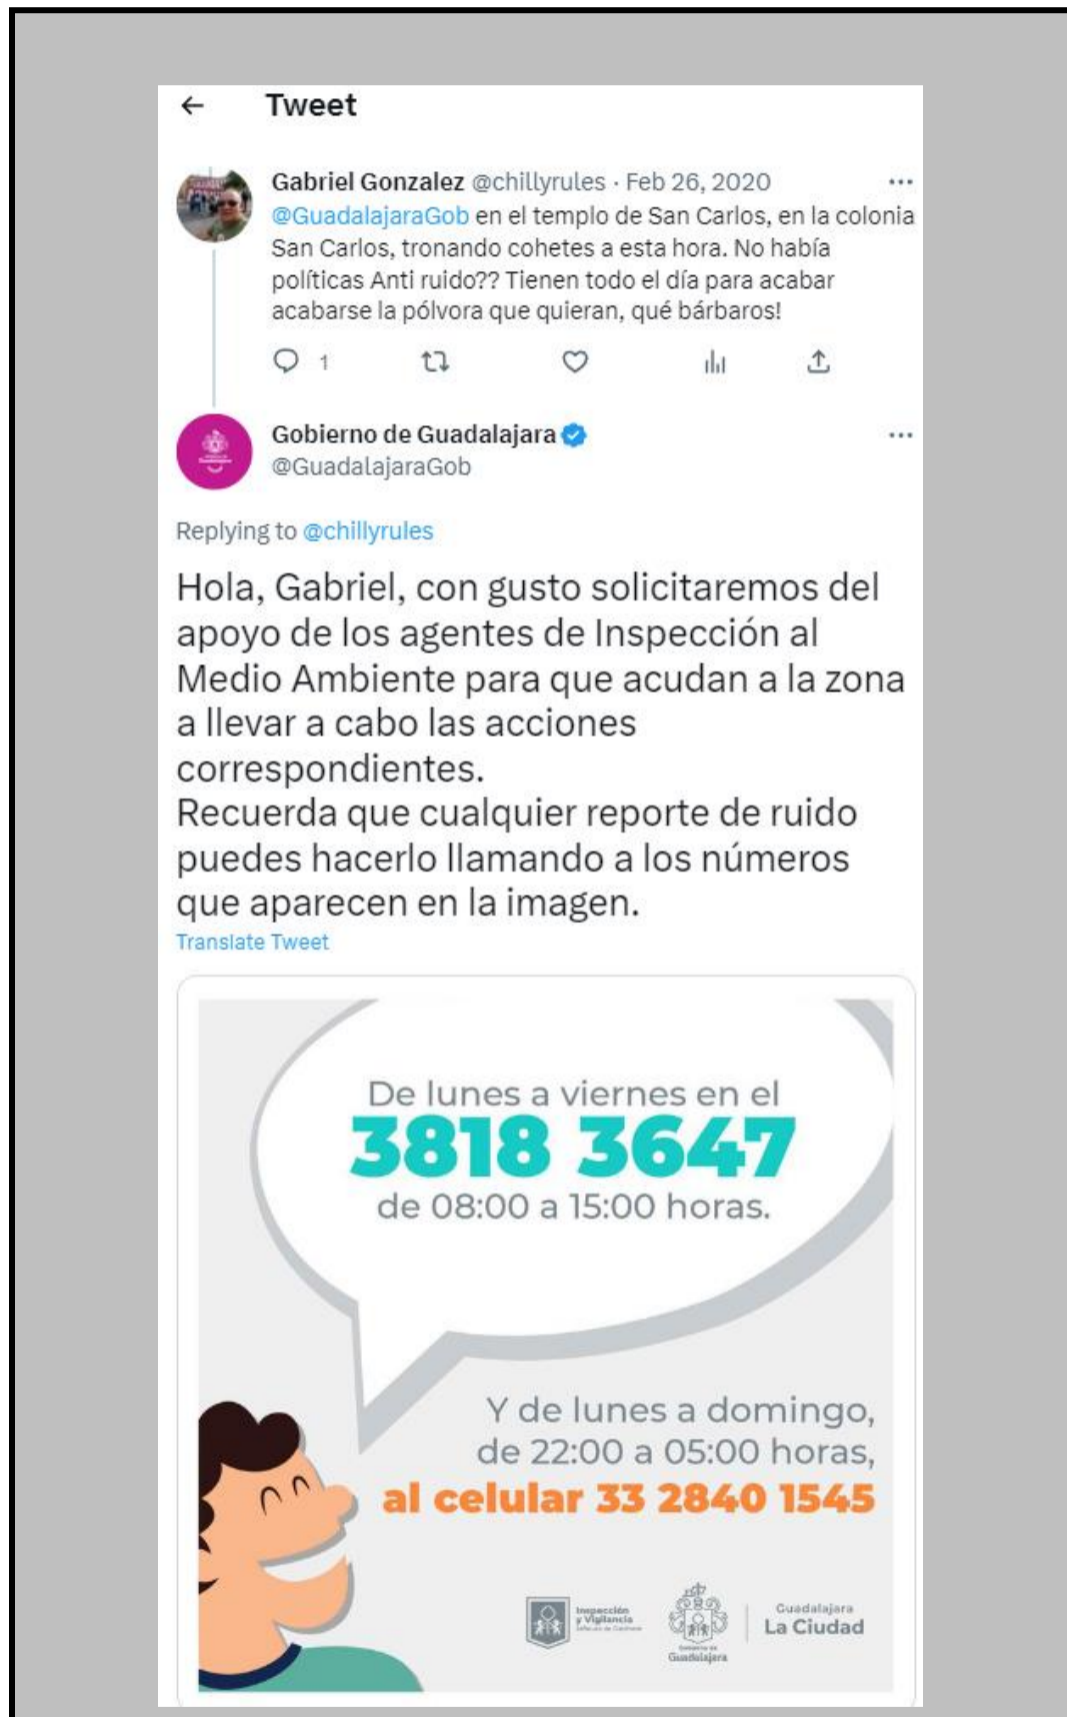 Tweet
Gabriel Gonzalez @chillyrules · Feb 26, 2020
@GuadalajaraGob en el templo de San Carlos, en la colonia
San Carlos, tronando cohetes a esta hora. No había
políticas Anti ruido?? Tienen todo el día para acabar
acabarse la pólvora que quieran, qué bárbaros!
1
Gobierno de Guadalajara
@GuadalajaraGob
Replying to @chillyrules
Hola, Gabriel, con gusto solicitaremos del
apoyo de los agentes de Inspección al
Medio Ambiente para que acudan a la zona
a llevar a cabo las acciones
correspondientes.
Recuerda que cualquier reporte de ruido
puedes hacerlo llamando a los números
que aparecen en la imagen.
Translate Tweet
De lunes a viernes en el
3818 3647
de 08:00 a 15:00 horas.
Y de lunes a domingo,
de 22:00 a 05:00 horas,
al celular 33 2840 1545
Inspección
y Vigilancia
Gobierno de
Guadalajara
Guadalajara
La Ciudad